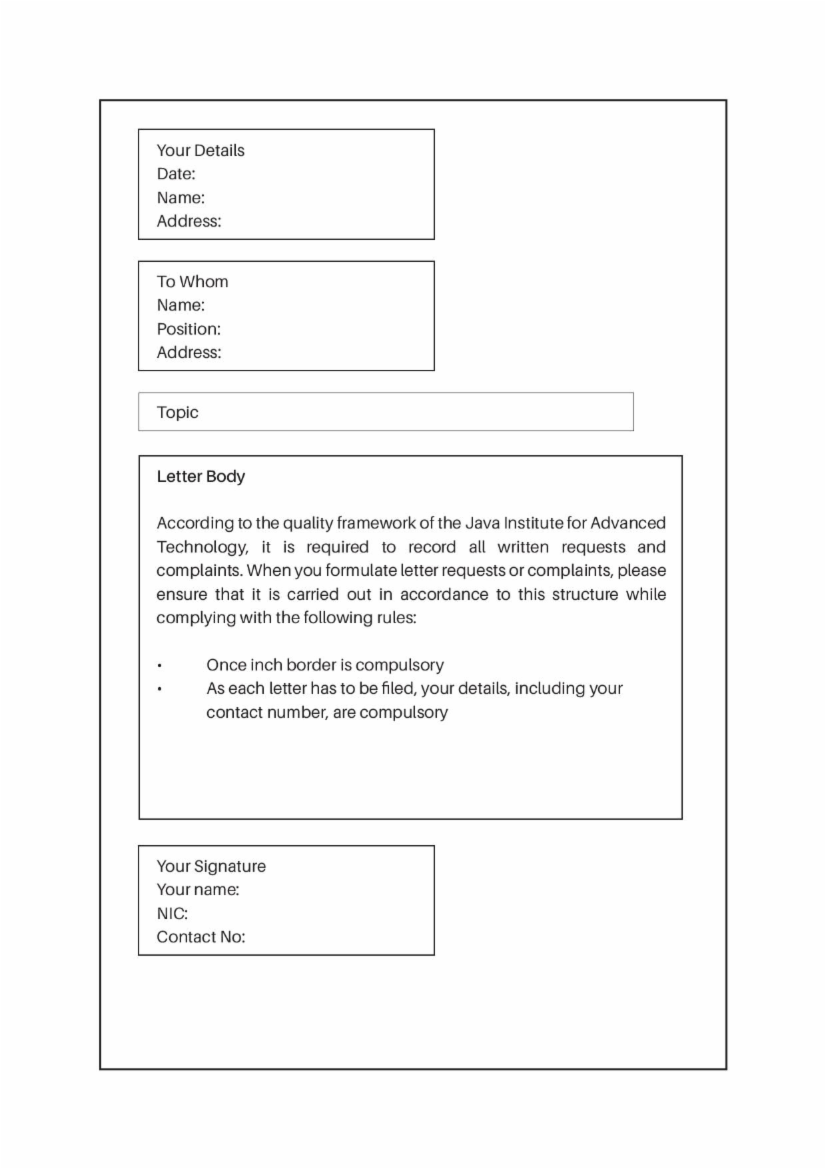 Your Details
Date:
Name:
Address:
To Whom
Name:
Position:
Address:
Topic
Letter Body
According to the quality framework of the Java Institute for Advanced
Technology, it is required to record all written requests and
complaints. When you formulate letter requests or complaints, please
ensure that it is carried out in accordance to this structure while
complying with the following rules:
• Once inch border is compulsory
• As each letter has to be filed, your details, including your
contact number, are compulsory
Your Signature
Your name:
NIC:
Contact No: